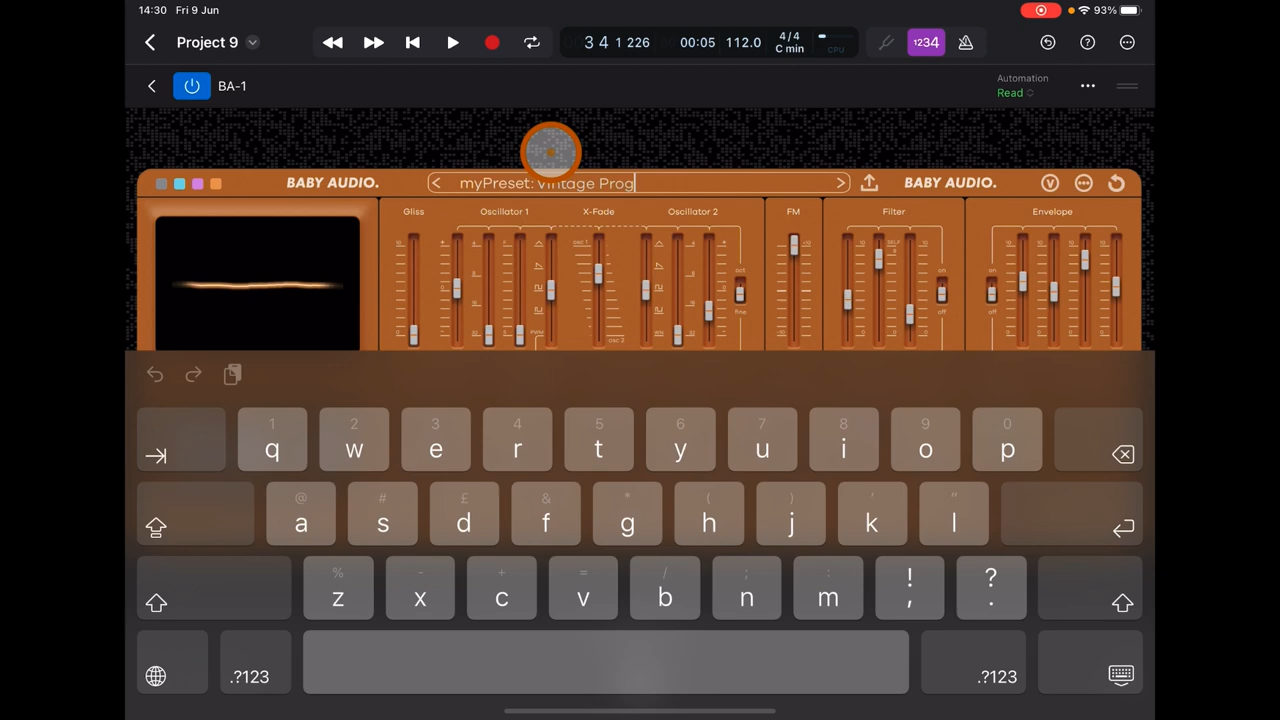 14:30 Fri 9 Jun 93%
Project 9 3 4 1 226 00:05 112.0 4/4 C min CPU 1234
BA-1 Automation Read
BABY AUDIO. myPreset: Vintage Prog BABY AUDIO. V
Gliss Oscillator 1 X-Fade Oscillator 2 FM Filter Envelope
1 2 3 4 5 6 7 8 9 0
q w e r t y u i o p
@ # £ & * ( ) ' "
a s d f g h j k l
% - + = / ; : ! ?
z x c v b n m , .
.?123 .?123